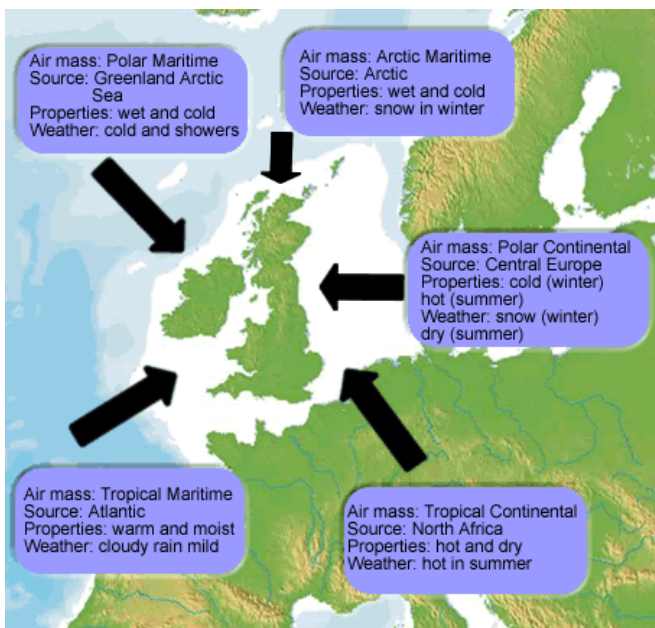 Air mass: Polar Maritime
Source: Greenland Arctic
Sea
Properties: wet and cold
Weather: cold and showers
Air mass: Arctic Maritime
Source: Arctic
Properties: wet and cold
Weather: snow in winter
Air mass: Polar Continental
Source: Central Europe
Properties: cold (winter)
hot (summer)
Weather: snow (winter)
dry (summer)
Air mass: Tropical Maritime
Source: Atlantic
Properties: warm and moist
Weather: cloudy rain mild
Air mass: Tropical Continental
Source: North Africa
Properties: hot and dry
Weather: hot in summer